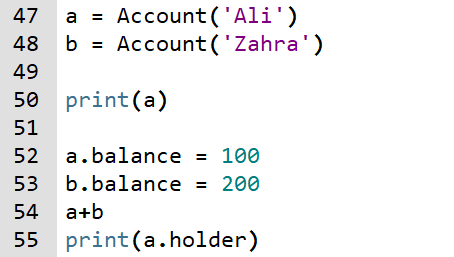 47 a = Account('Ali')
48 b = Account('Zahra')
49
50 print(a)
51
52 a.balance = 100
53 b.balance = 200
54 a+b
55 print(a.holder)